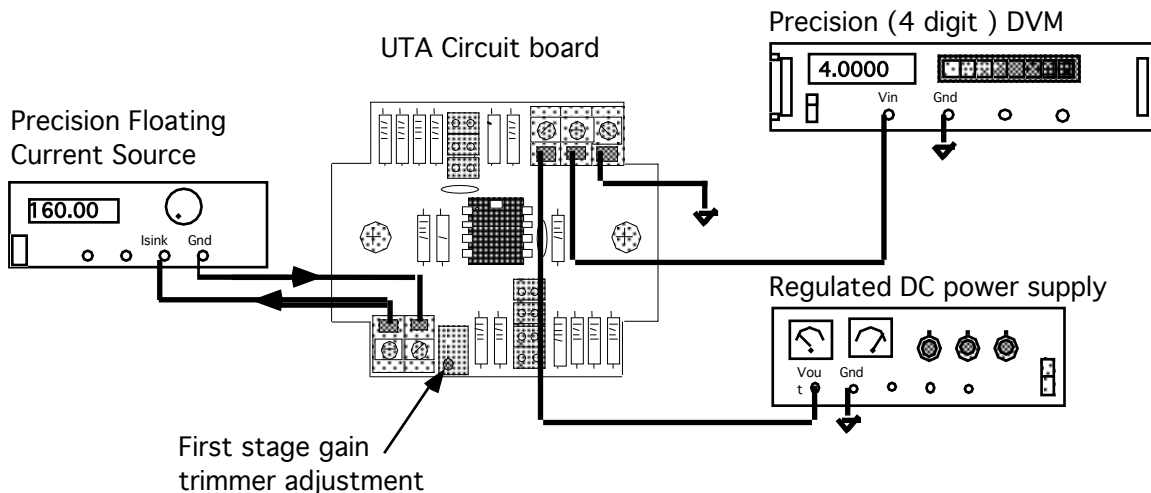 Precision (4 digit ) DVM
UTA Circuit board
4.0000
Vin Gnd
Precision Floating
Current Source
160.00
Isink Gnd
Regulated DC power supply
Vou
t
Gnd
First stage gain
trimmer adjustment